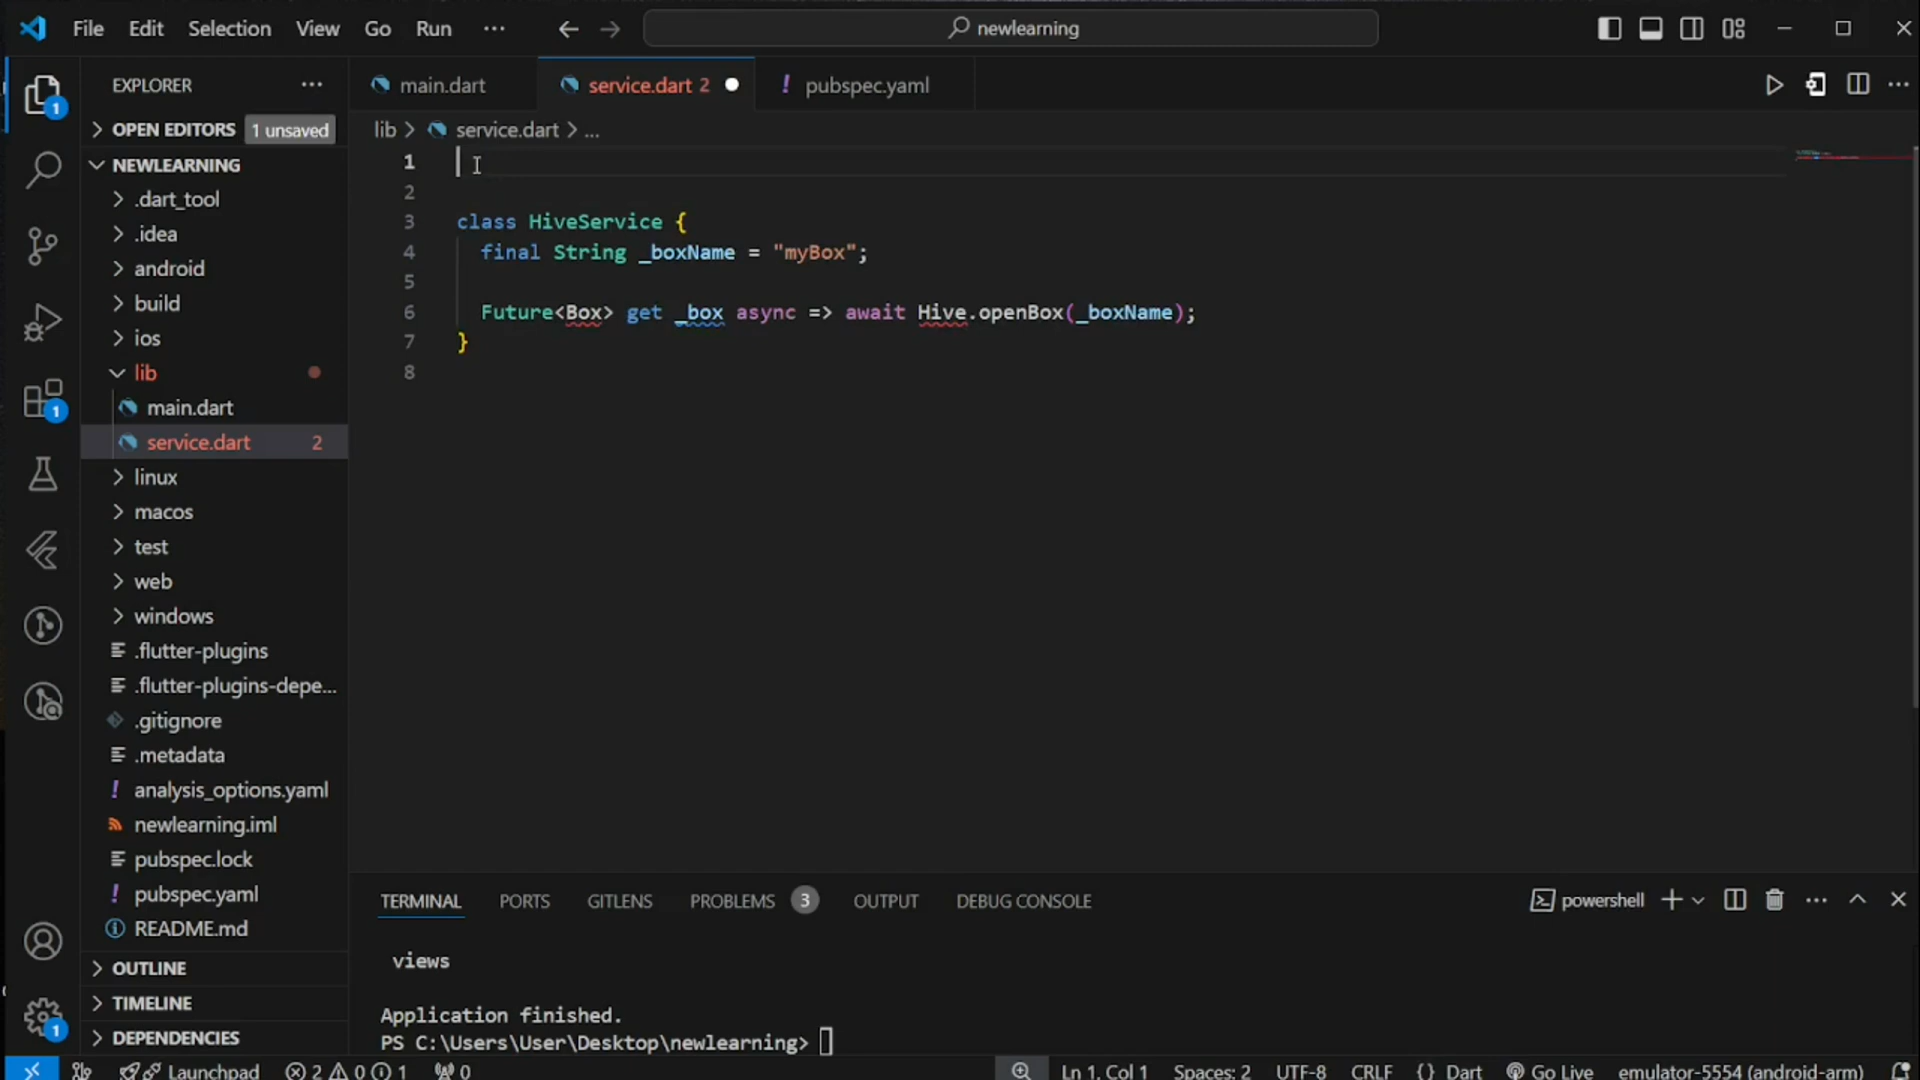 File Edit Selection View Go Run ... newlearning
EXPLORER
main.dart service.dart 2 ! pubspec.yaml
1
OPEN EDITORS 1 unsaved
lib > service.dart > ...
NEWLEARNING
1
.dart_tool
2
.idea
3 class HiveService {
android
4 final String _boxName = "myBox";
build
5
ios
6 Future<Box> get _box async => await Hive.openBox(_boxName);
lib
7 }
main.dart
8
service.dart 2
1
linux
macos
test
web
windows
.flutter-plugins
.flutter-plugins-depe...
.gitignore
.metadata
! analysis_options.yaml
newlearning.iml
pubspec.lock
! pubspec.yaml
README.md
TERMINAL PORTS GITLENS PROBLEMS 3 OUTPUT DEBUG CONSOLE powershell
OUTLINE
views
TIMELINE
1
Application finished.
DEPENDENCIES
PS C:\Users\User\Desktop\newlearning>
Launchpad 2 0 1 0 Ln 1, Col 1 Spaces: 2 UTF-8 CRLF {} Dart Go Live emulator-5554 (android-arm)